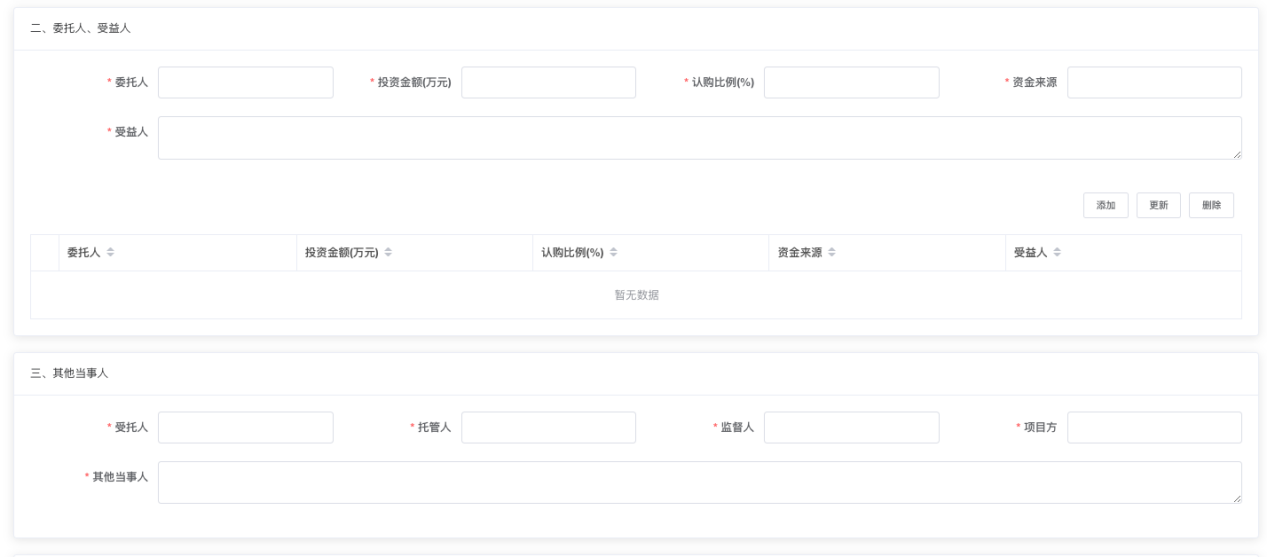 二、委托人、受益人
* 委托人 * 投资金额(万元) * 认购比例(%) * 资金来源
* 受益人
添加 更新 删除
委托人 投资金额(万元) 认购比例(%) 资金来源 受益人
暂无数据
三、其他当事人
* 受托人 * 托管人 * 监督人 * 项目方
* 其他当事人